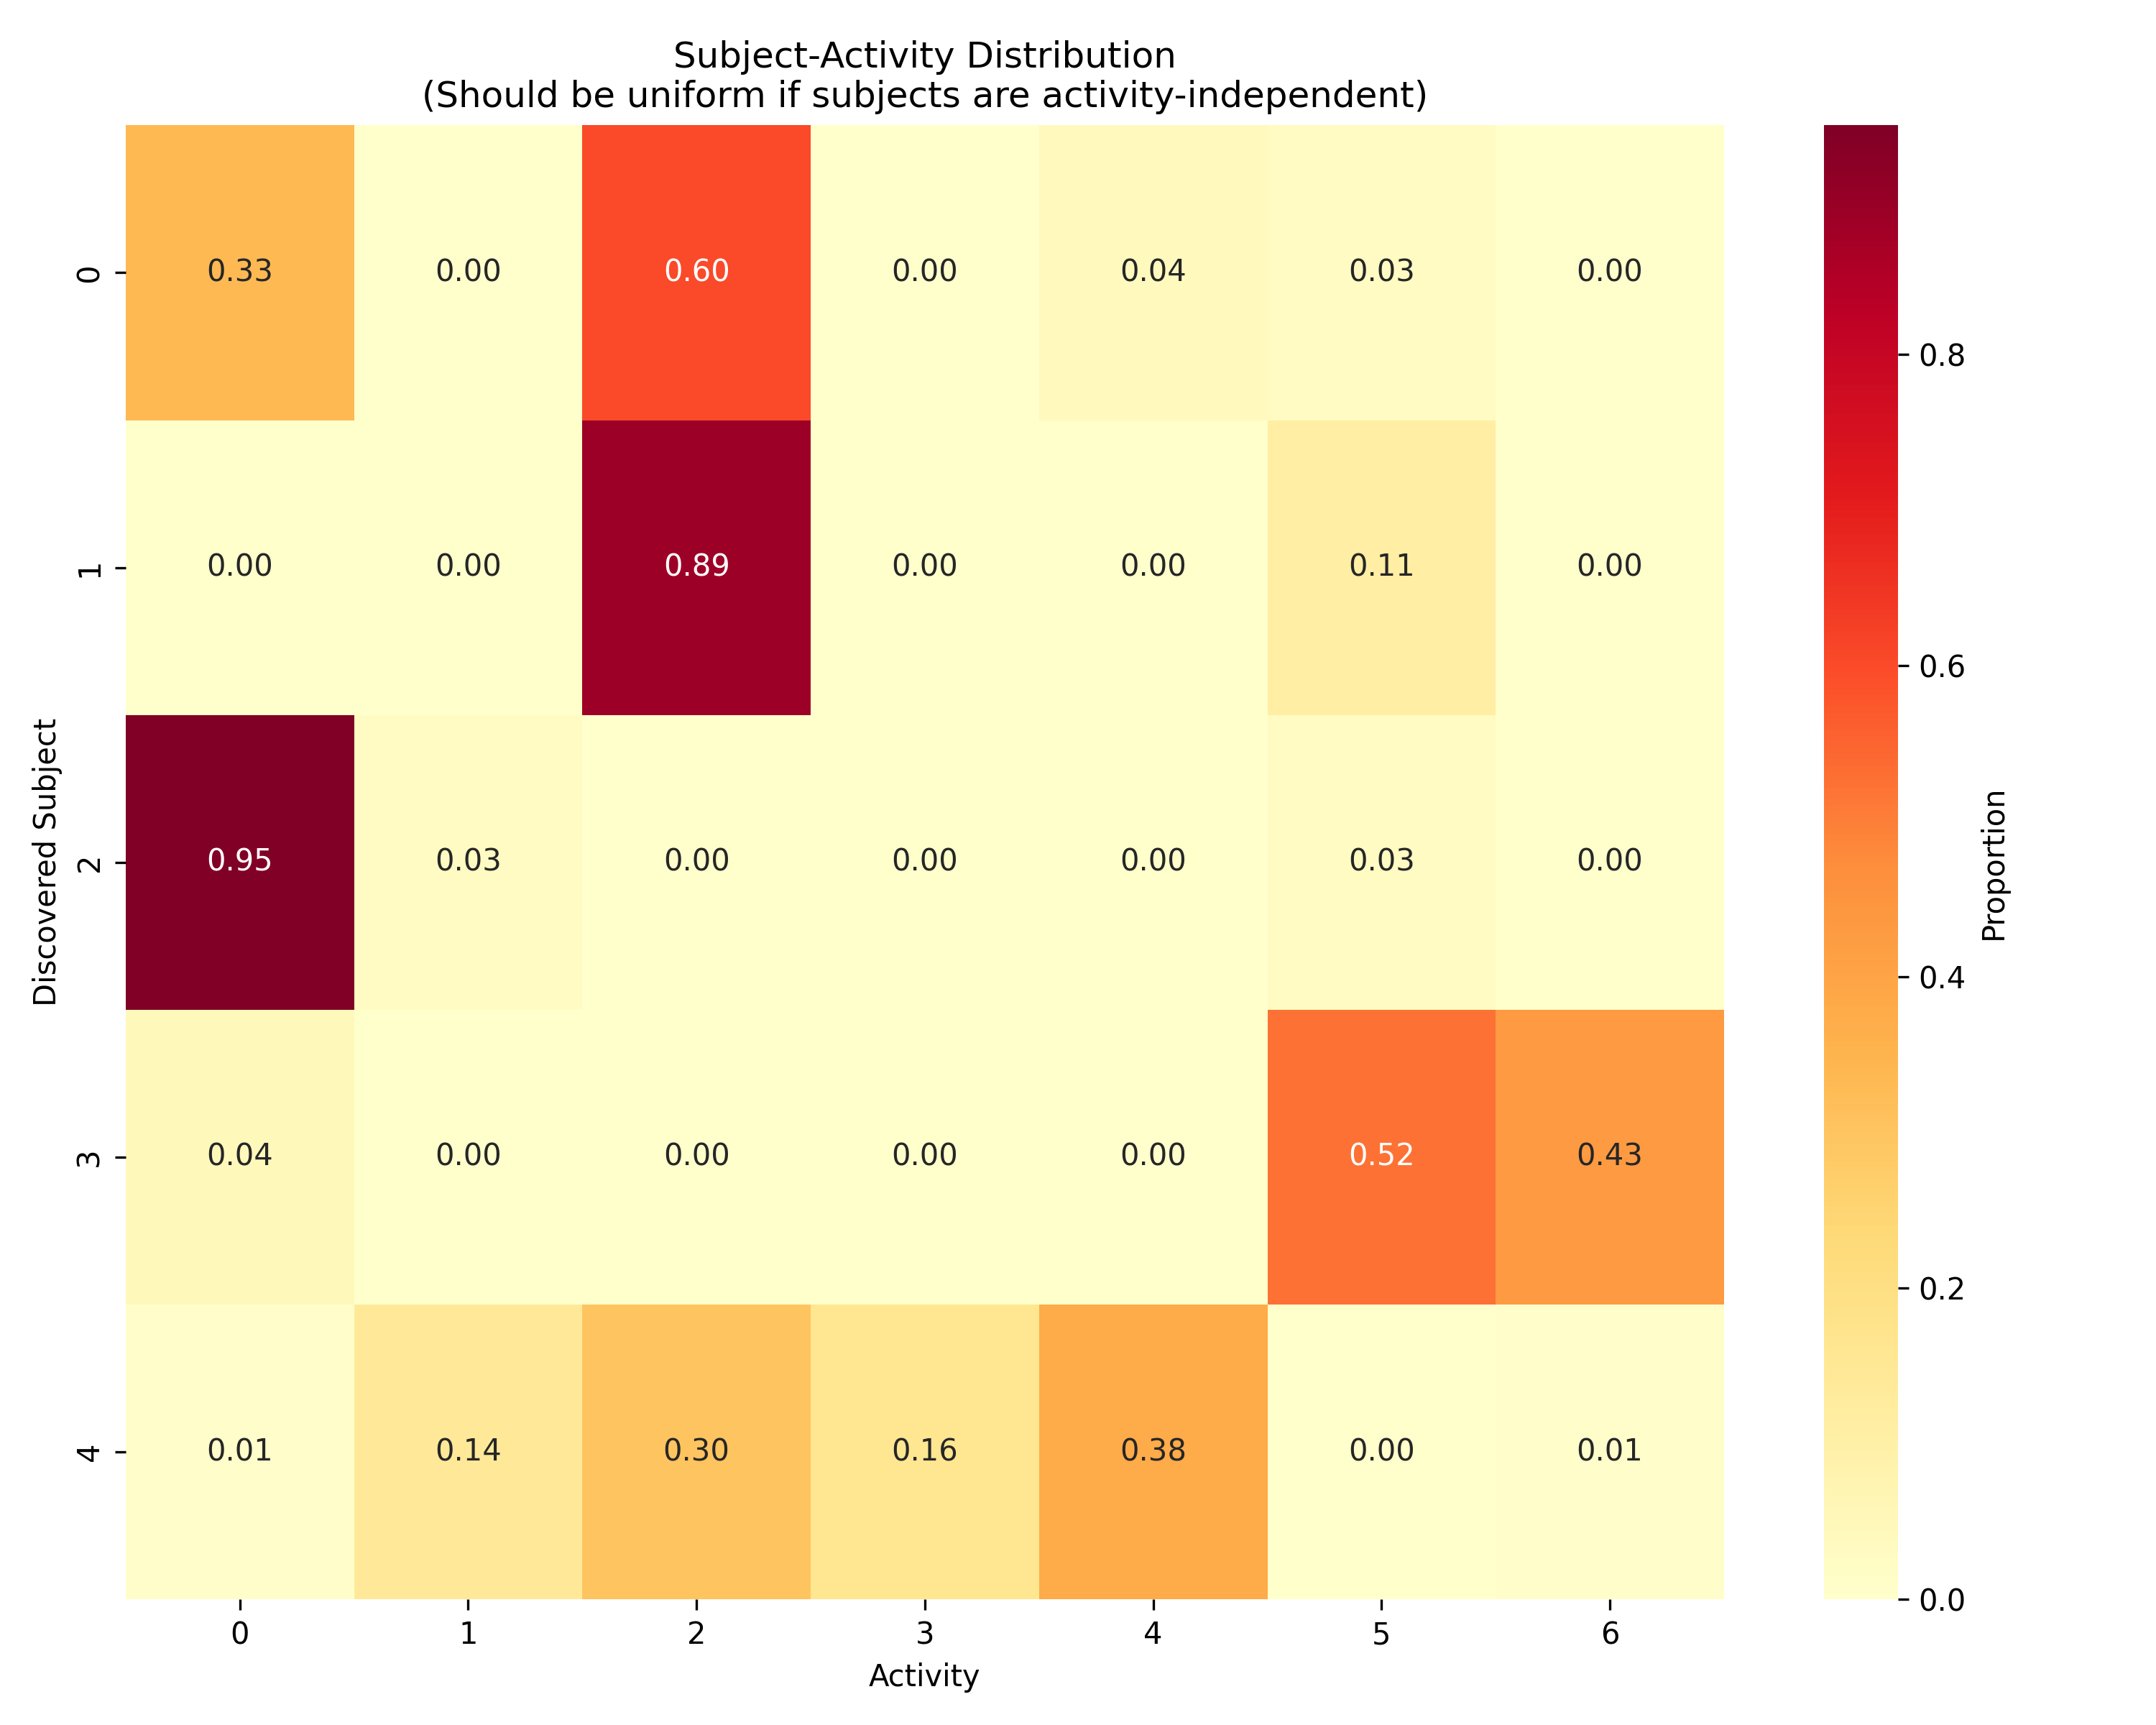 Subject-Activity Distribution
(Should be uniform if subjects are activity-independent)
Discovered Subject
0
0.33 0.00 0.60 0.00 0.04 0.03 0.00
1
0.00 0.00 0.89 0.00 0.00 0.11 0.00
2
0.95 0.03 0.00 0.00 0.00 0.03 0.00
3
0.04 0.00 0.00 0.00 0.00 0.52 0.43
4
0.01 0.14 0.30 0.16 0.38 0.00 0.01
0 1 2 3 4 5 6
Activity
0.8
0.6
0.4
0.2
0.0
Proportion